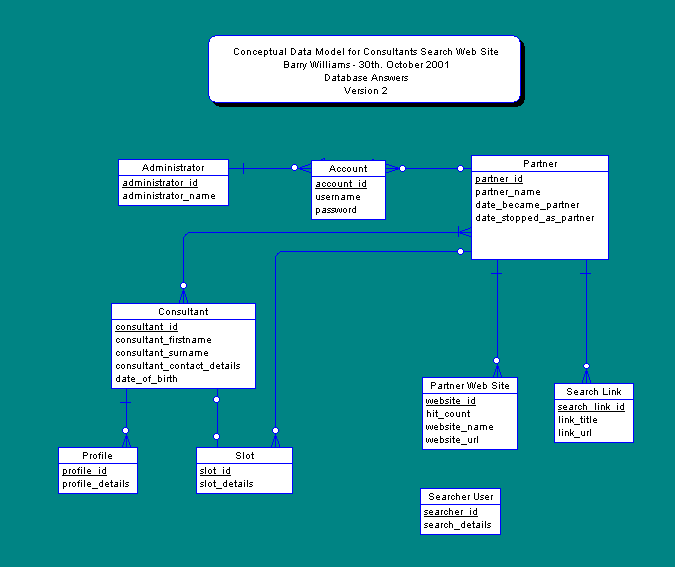 Conceptual Data Model for Consultants Search Web Site
Barry Williams - 30th. October 2001
Database Answers
Version 2
Administrator
administrator_id
administrator_name
Account
account_id
username
password
Partner
partner_id
partner_name
date_became_partner
date_stopped_as_partner
Consultant
consultant_id
consultant_firstname
consultant_surname
consultant_contact_details
date_of_birth
Partner Web Site
website_id
hit_count
website_name
website_url
Search Link
search_link_id
link_title
link_url
Profile
profile_id
profile_details
Slot
slot_id
slot_details
Searcher User
searcher_id
search_details